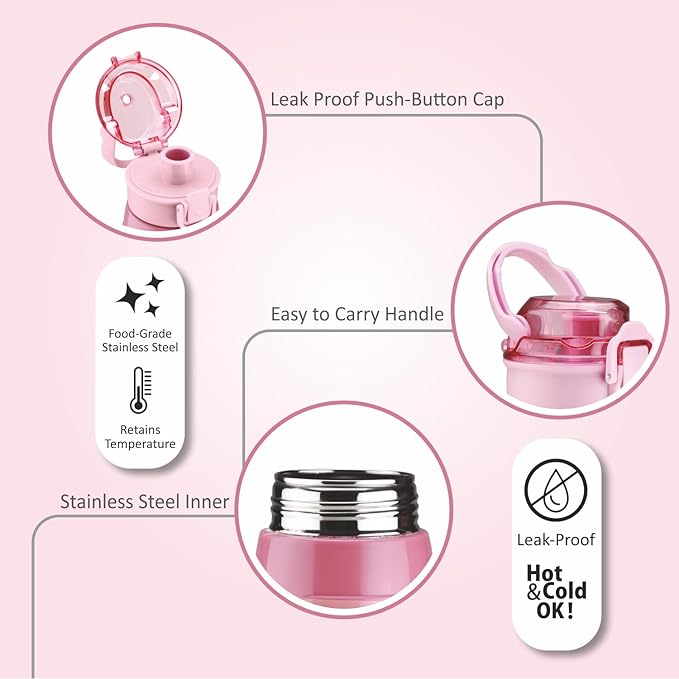 Leak Proof Push-Button Cap
Easy to Carry Handle
Food-Grade
Stainless Steel
Retains
Temperature
Stainless Steel Inner
Leak-Proof
Hot
&Cold
OK!